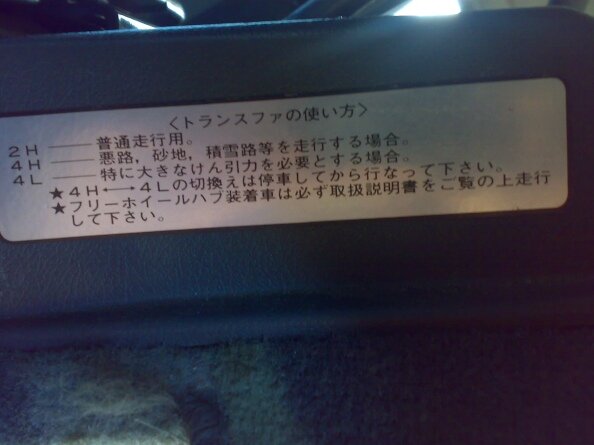 ＜トランスファの使い方＞
2H ―― 普通走行用。
4H ―― 悪路，砂地，積雪路等を走行する場合。
4L ―― 特に大きなけん引力を必要とする場合。
★4H←→4Lの切換えは停車してから行なって下さい。
★フリーホイールハブ装着車は必ず取扱説明書をご覧の上走行
して下さい。